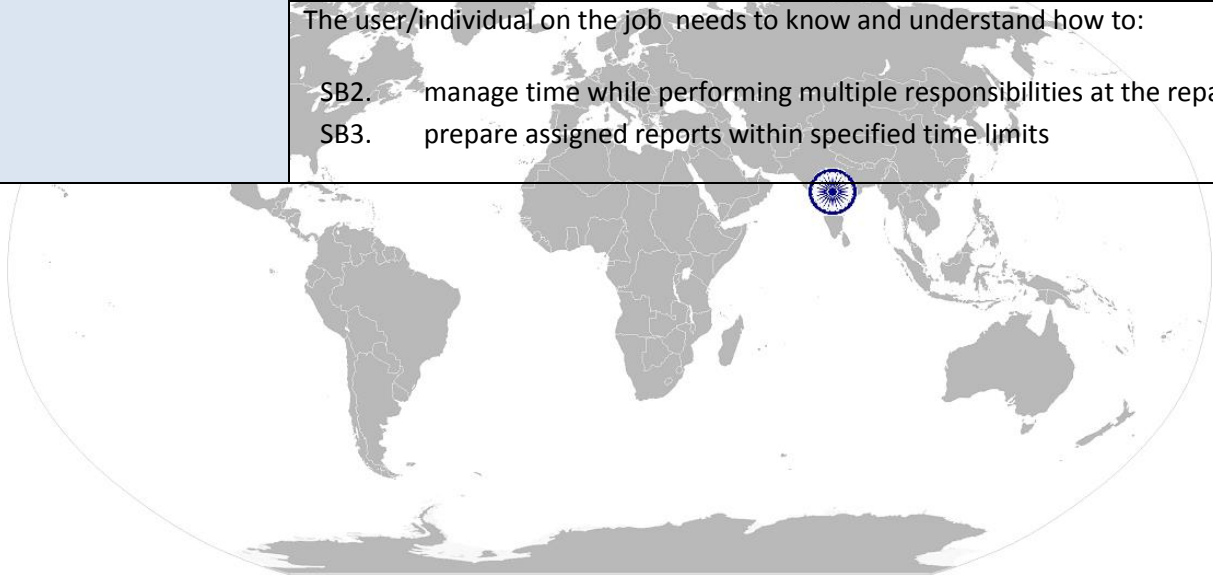 The user/individual on the job needs to know and understand how to:
SB2. manage time while performing multiple responsibilities at the
SB3. prepare assigned reports within specified time limits